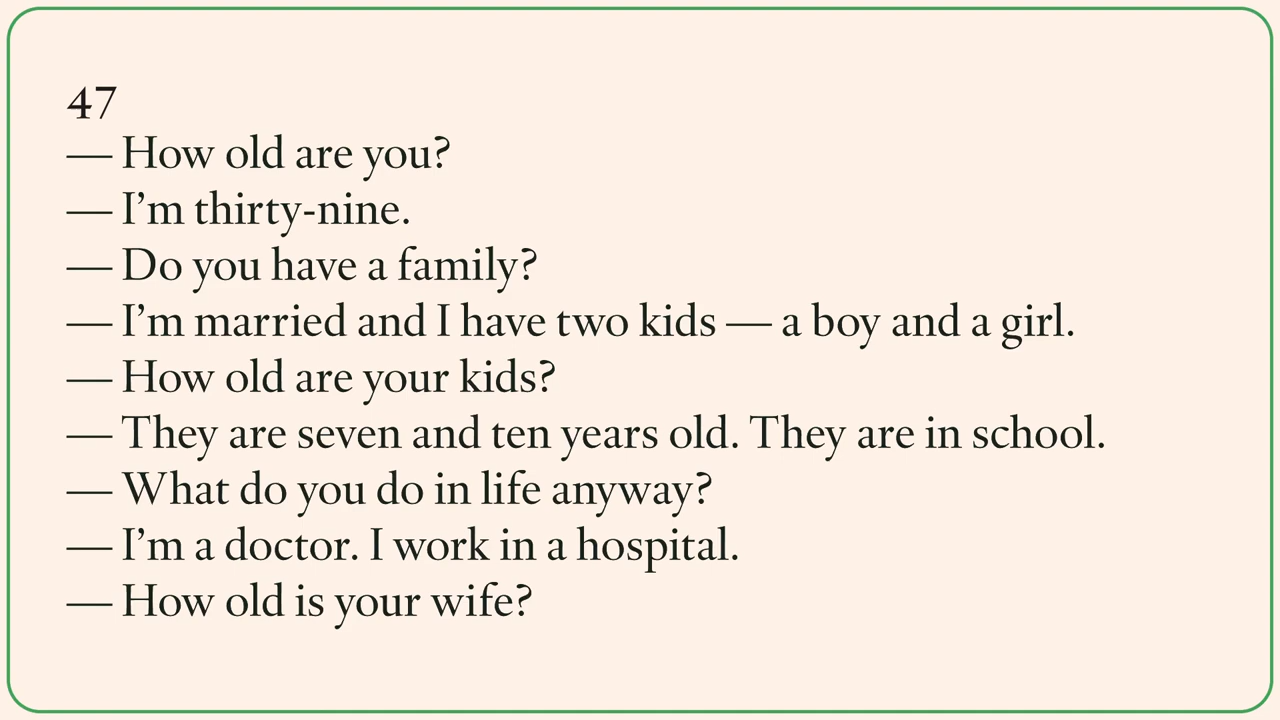 47
— How old are you?
— I’m thirty-nine.
— Do you have a family?
— I’m married and I have two kids — a boy and a girl.
— How old are your kids?
— They are seven and ten years old. They are in school.
— What do you do in life anyway?
— I’m a doctor. I work in a hospital.
— How old is your wife?